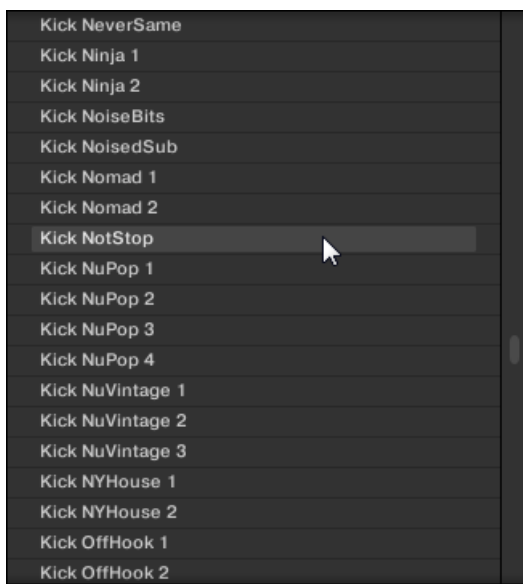 Kick NeverSame
Kick Ninja 1
Kick Ninja 2
Kick NoiseBits
Kick NoisedSub
Kick Nomad 1
Kick Nomad 2
Kick NotStop
Kick NuPop 1
Kick NuPop 2
Kick NuPop 3
Kick NuPop 4
Kick NuVintage 1
Kick NuVintage 2
Kick NuVintage 3
Kick NYHouse 1
Kick NYHouse 2
Kick OffHook 1
Kick OffHook 2